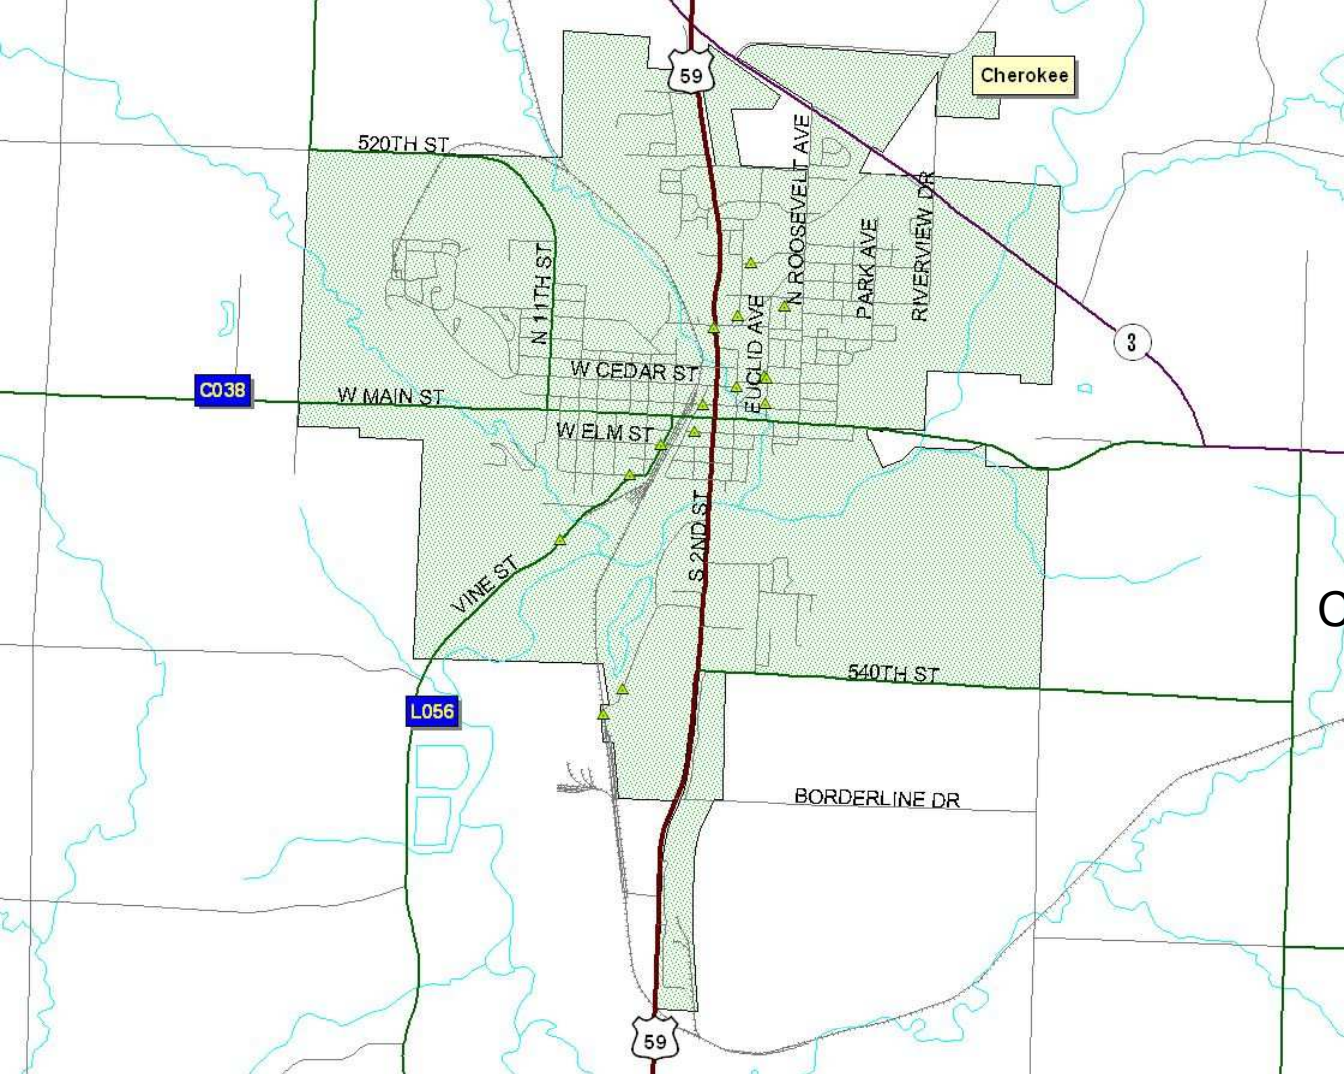 59
Cherokee
520TH ST
N ROOSEVELT AVE
RIVERVIEW DR
PARK AVE
N 11TH ST
EUCLID AVE
3
W CEDAR ST
C038
W MAIN ST
W ELM ST
S 2ND ST
VINE ST
C
540TH ST
L056
BORDERLINE DR
59